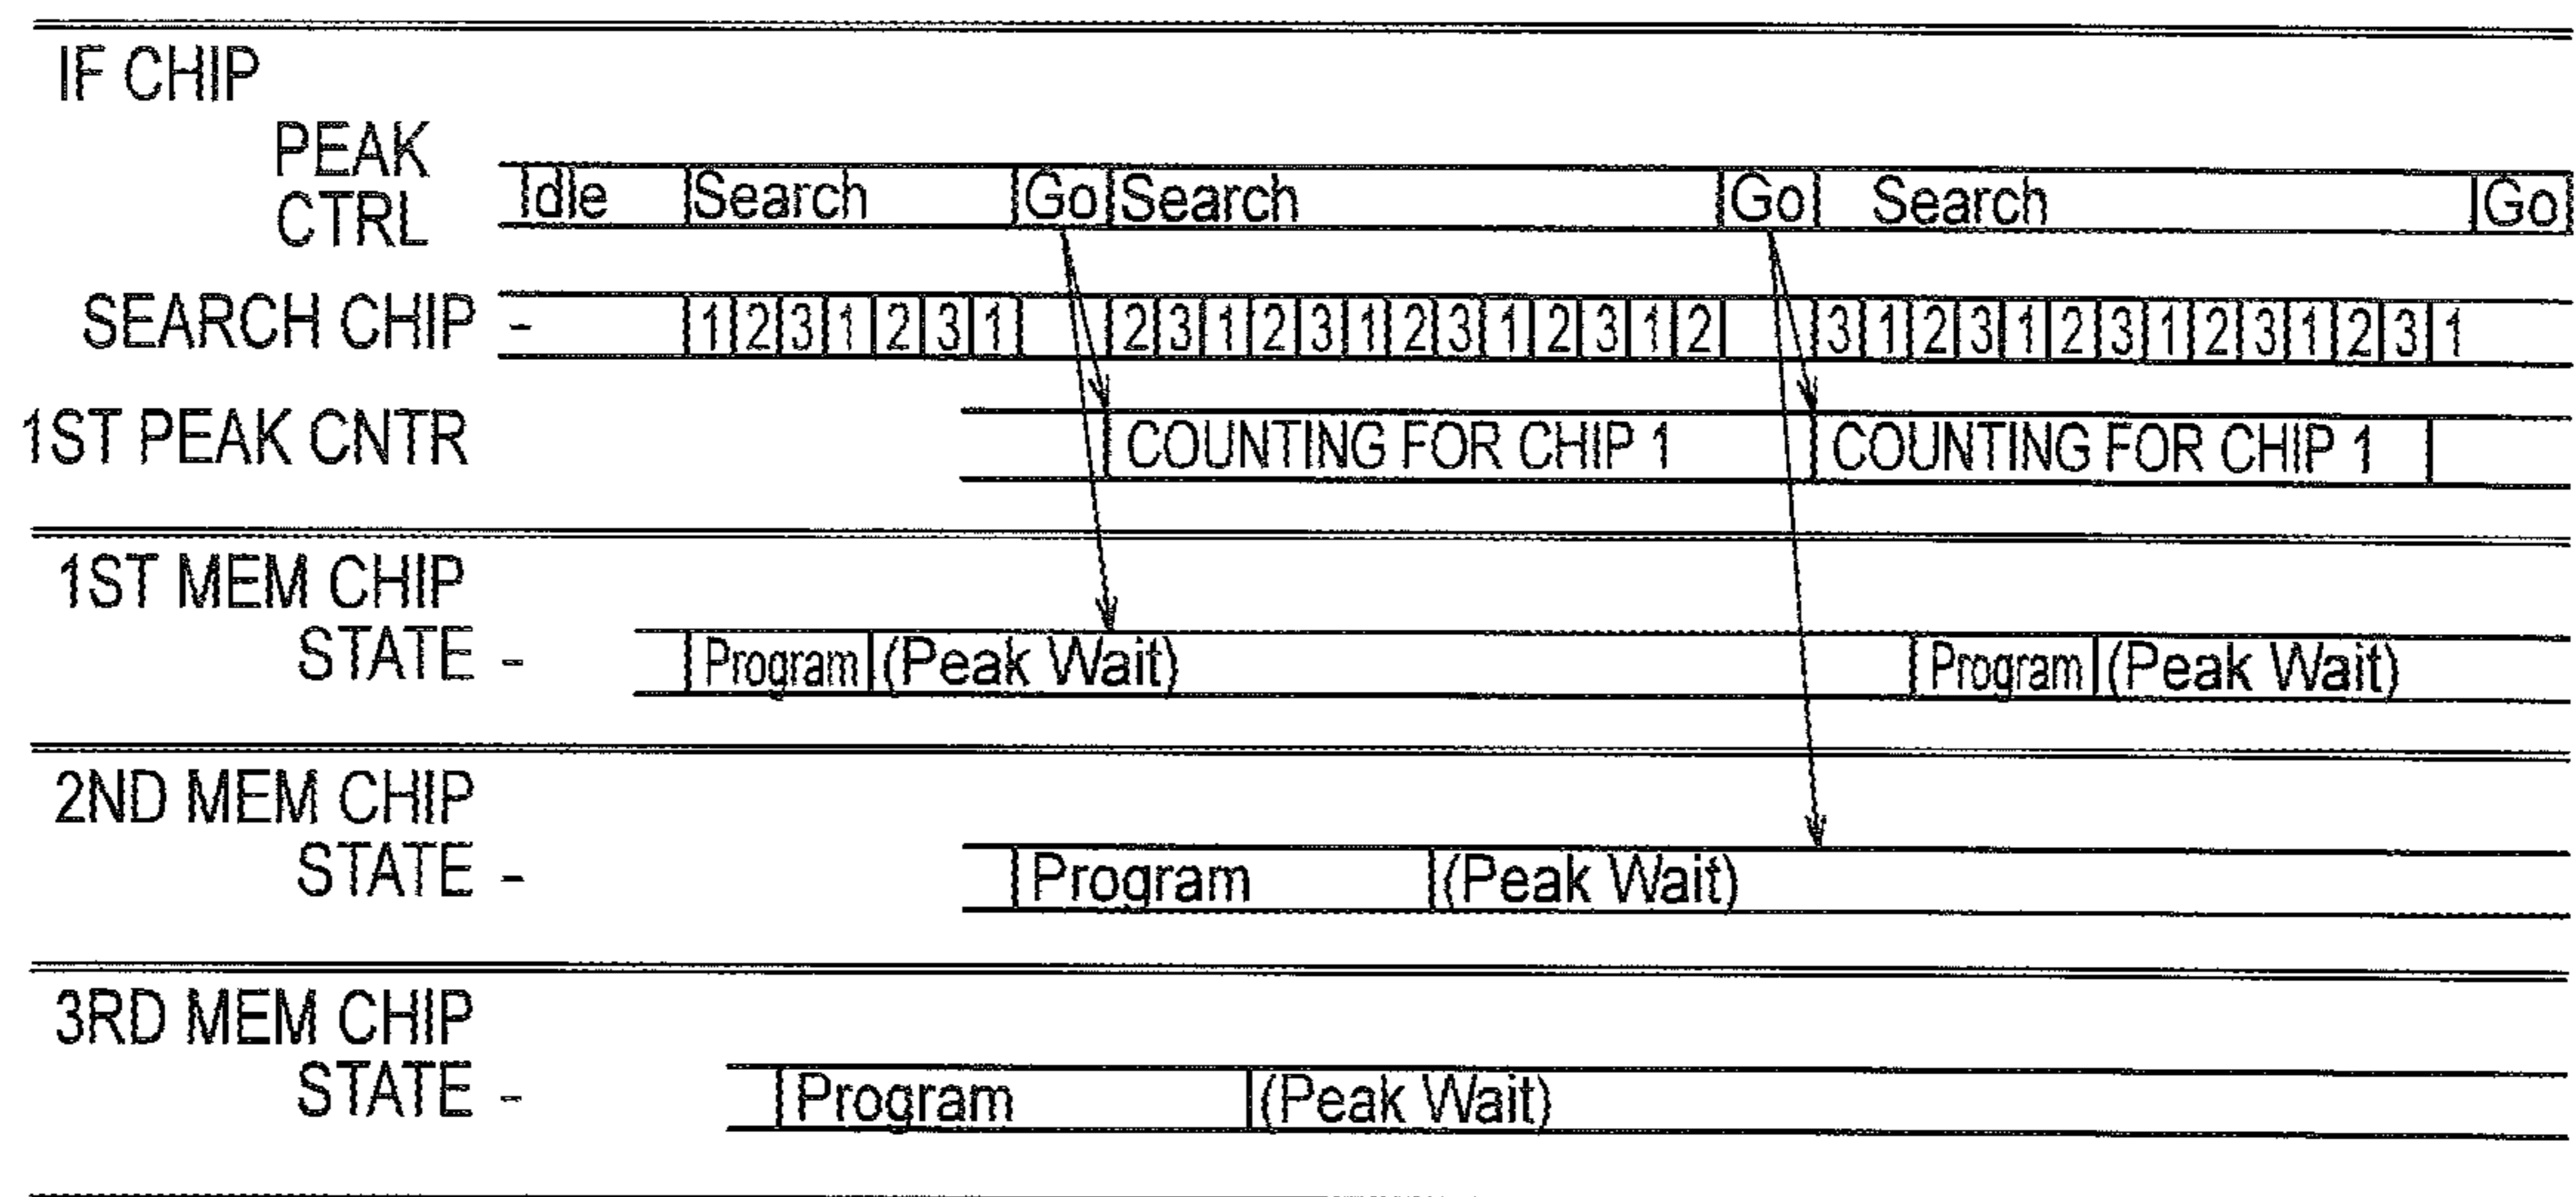 IF CHIP
PEAK
CTRL
Idle Search Go Search Go Search Go
SEARCH CHIP - 1 2 3 1 2 3 1 2 3 1 2 3 1 2 3 1 2 3 1 2 3 1 2 3 1 2 3 1 2 3 1 2 3 1
1ST PEAK CNTR COUNTING FOR CHIP 1 COUNTING FOR CHIP 1
1ST MEM CHIP
STATE - Program (Peak Wait) Program (Peak Wait)
2ND MEM CHIP
STATE - Program (Peak Wait)
3RD MEM CHIP
STATE - Program (Peak Wait)